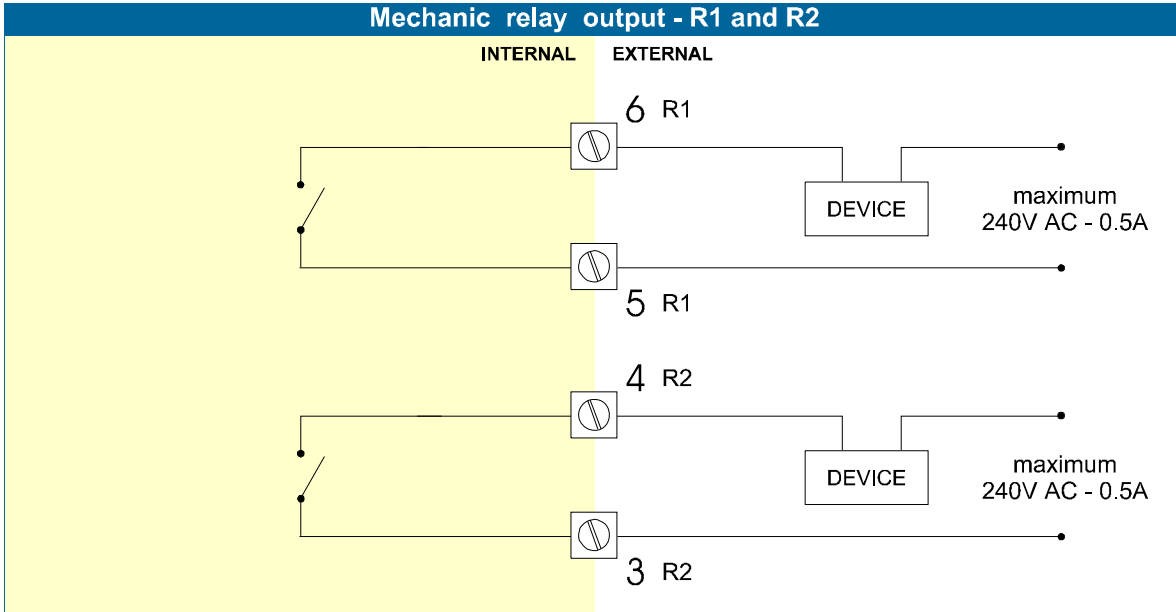 Mechanic relay output - R1 and R2
INTERNAL EXTERNAL
6 R1
DEVICE
maximum
240V AC - 0.5A
5 R1
4 R2
DEVICE
maximum
240V AC - 0.5A
3 R2